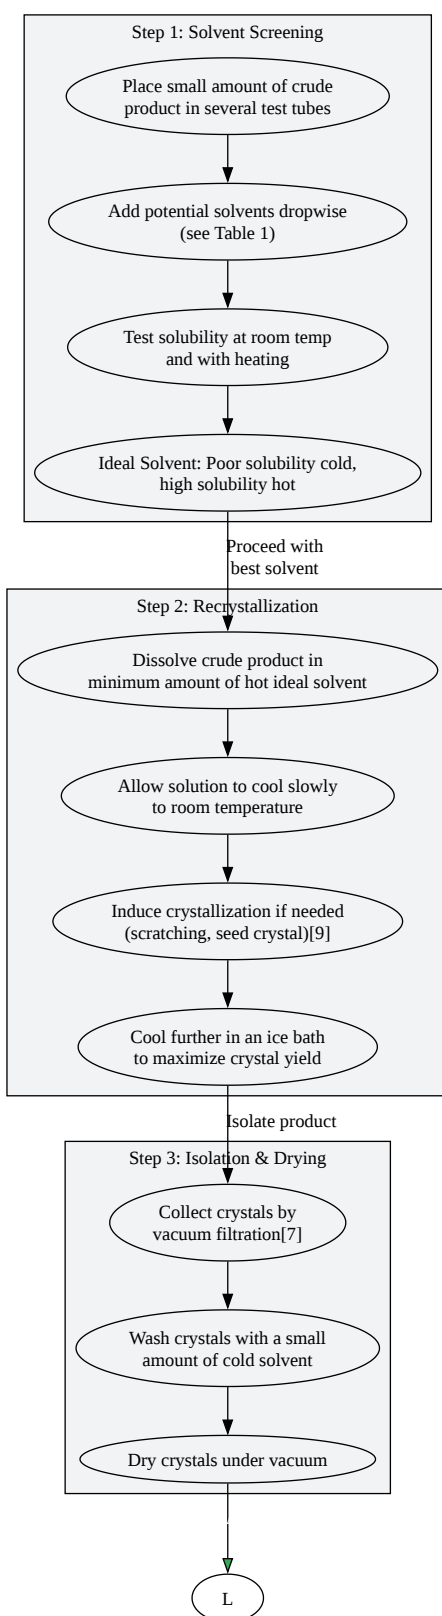 Step 1: Solvent Screening
Place small amount of crude
product in several test tubes
Add potential solvents dropwise
(see Table 1)
Test solubility at room temp
and with heating
Ideal Solvent: Poor solubility cold,
high solubility hot
Proceed with
best solvent
Step 2: Recrystallization
Dissolve crude product in
minimum amount of hot ideal solvent
Allow solution to cool slowly
to room temperature
Induce crystallization if needed
(scratching, seed crystal)[9]
Cool further in an ice bath
to maximize crystal yield
Isolate product
Step 3: Isolation & Drying
Collect crystals by
vacuum filtration[7]
Wash crystals with a small
amount of cold solvent
Dry crystals under vacuum
L